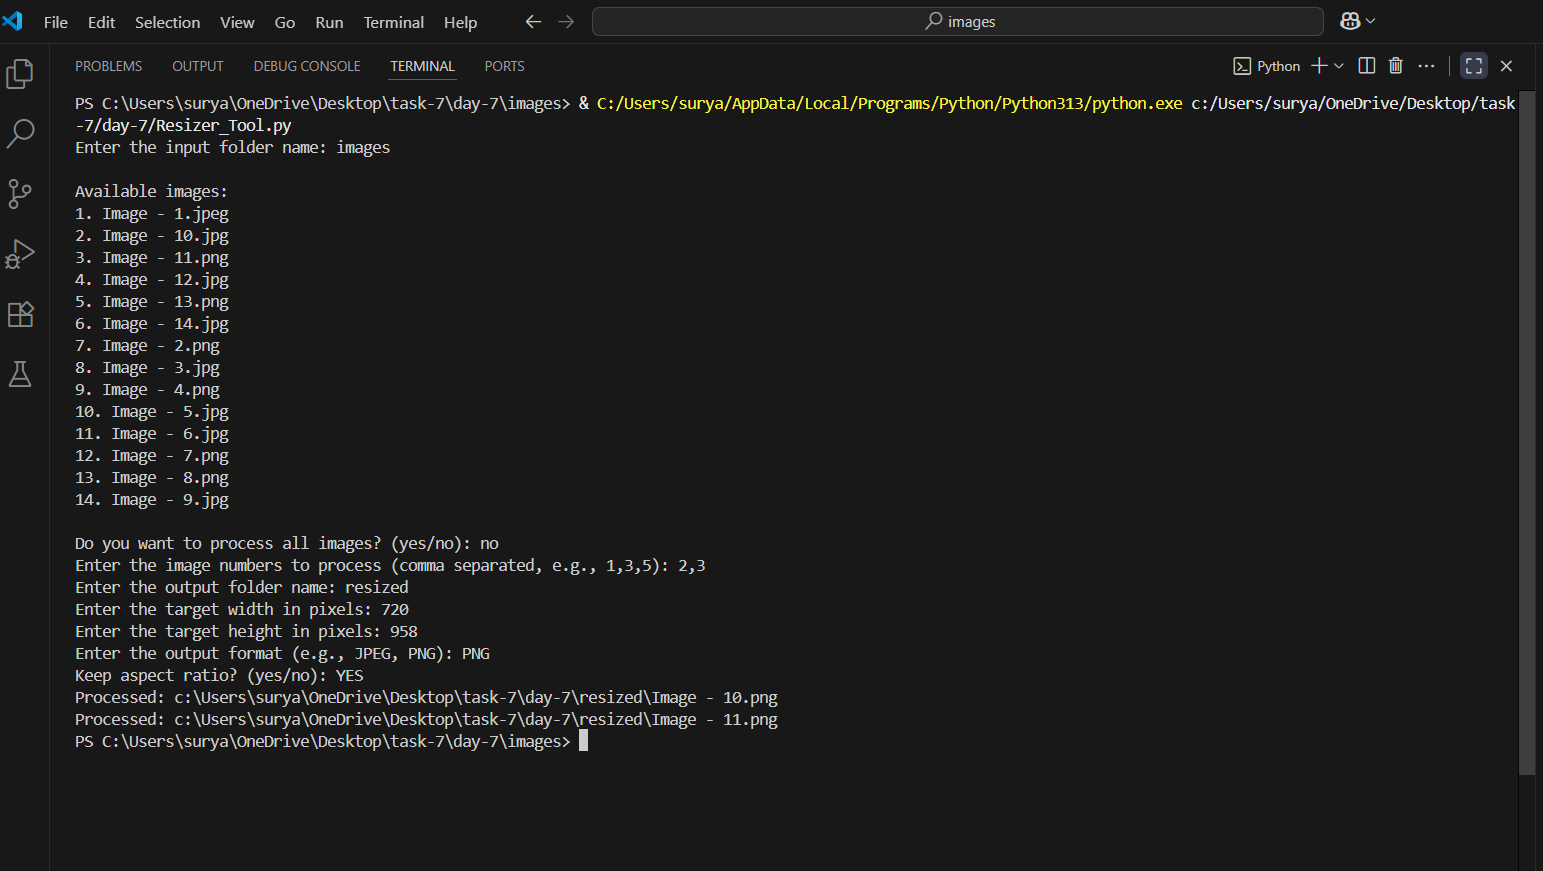 File Edit Selection View Go Run Terminal Help images
PROBLEMS OUTPUT DEBUG CONSOLE TERMINAL PORTS Python
PS C:\Users\surya\OneDrive\Desktop\task-7\day-7\images> & C:/Users/surya/AppData/Local/Programs/Python/Python313/python.exe c:/Users/surya/OneDrive/Desktop/task
-7/day-7/Resizer_Tool.py
Enter the input folder name: images
Available images:
1. Image - 1.jpeg
2. Image - 10.jpg
3. Image - 11.png
4. Image - 12.jpg
5. Image - 13.png
6. Image - 14.jpg
7. Image - 2.png
8. Image - 3.jpg
9. Image - 4.png
10. Image - 5.jpg
11. Image - 6.jpg
12. Image - 7.png
13. Image - 8.png
14. Image - 9.jpg
Do you want to process all images? (yes/no): no
Enter the image numbers to process (comma separated, e.g., 1,3,5): 2,3
Enter the output folder name: resized
Enter the target width in pixels: 720
Enter the target height in pixels: 958
Enter the output format (e.g., JPEG, PNG): PNG
Keep aspect ratio? (yes/no): YES
Processed: c:\Users\surya\OneDrive\Desktop\task-7\day-7\resized\Image - 10.png
Processed: c:\Users\surya\OneDrive\Desktop\task-7\day-7\resized\Image - 11.png
PS C:\Users\surya\OneDrive\Desktop\task-7\day-7\images>